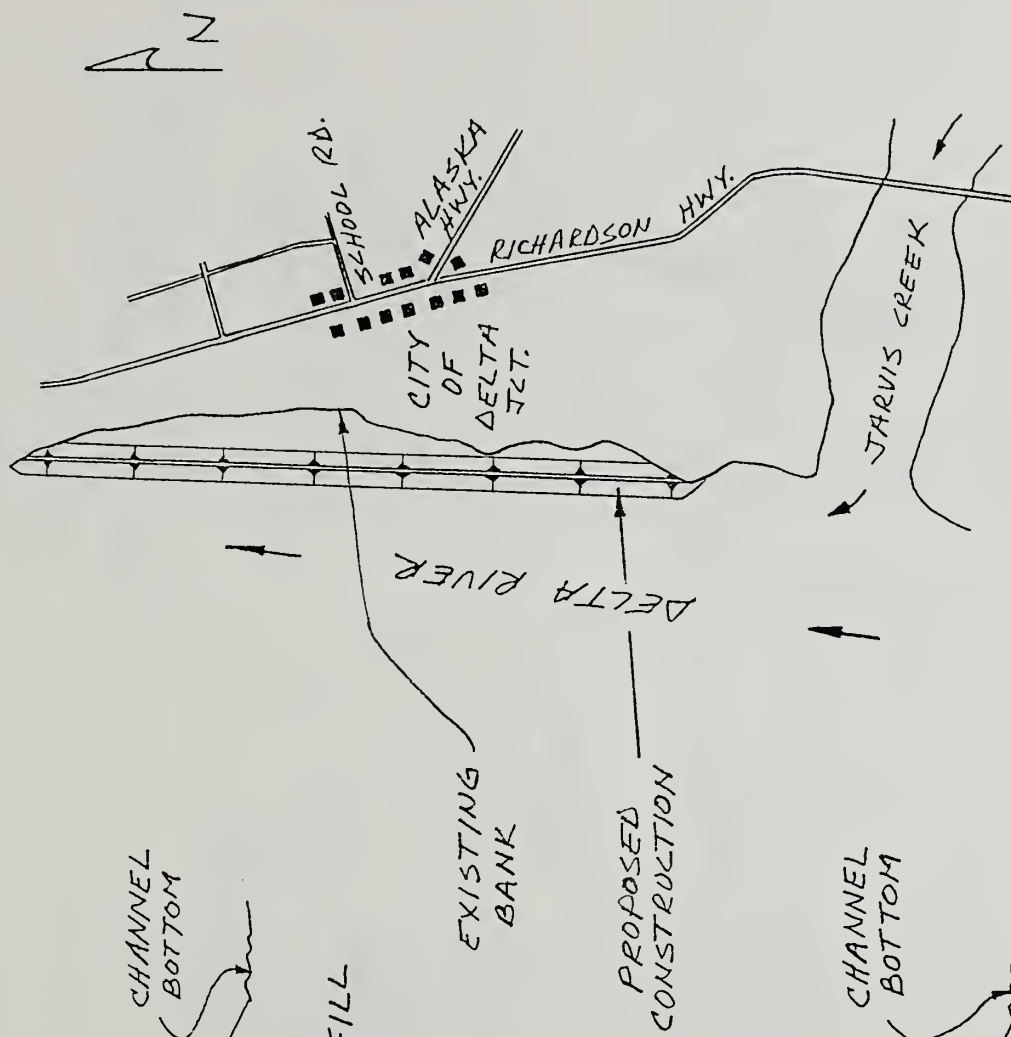 N
SCHOOL RD.
ALASKA
HWY.
RICHARDSON HWY.
CITY
OF
DELTA
JCT.
JARVIS CREEK
DELTA RIVER
CHANNEL
BOTTOM
FILL
EXISTING
BANK
PROPOSED
CONSTRUCTION
CHANNEL
BOTTOM